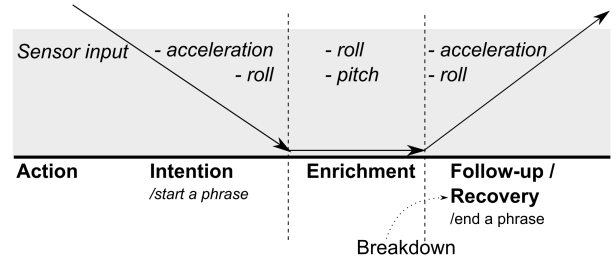 Sensor input - acceleration - roll - acceleration
- roll - pitch - roll
Action Intention Enrichment Follow-up /
/start a phrase Recovery
/end a phrase
Breakdown